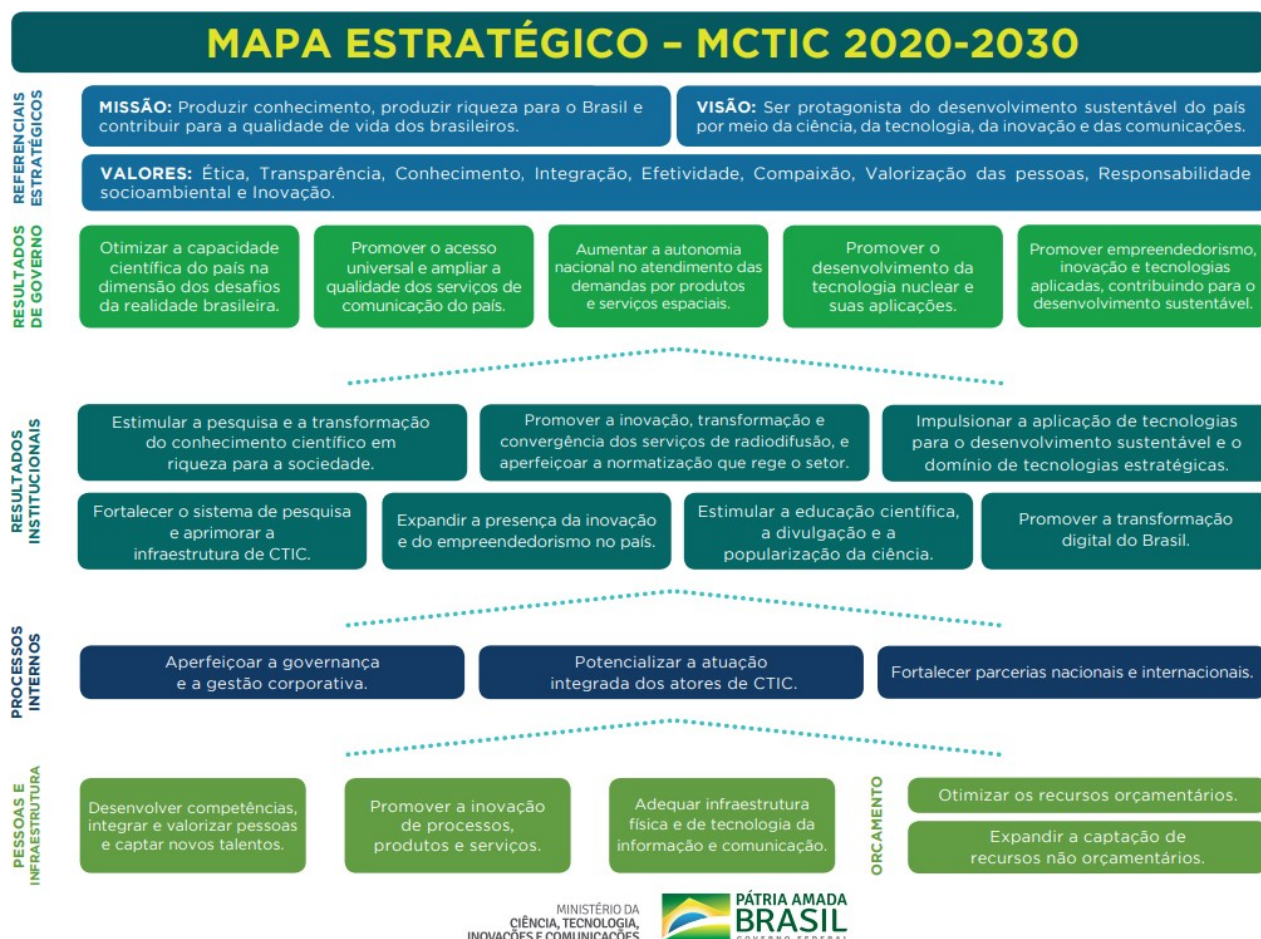 MAPA ESTRATÉGICO – MCTIC 2020-2030
REFERENCIAIS
ESTRATÉGICOS
MISSÃO: Produzir conhecimento, produzir riqueza para o Brasil e
contribuir para a qualidade de vida dos brasileiros.
VISÃO: Ser protagonista do desenvolvimento sustentável do país
por meio da ciência, da tecnologia, da inovação e das comunicações.
VALORES: Ética, Transparência, Conhecimento, Integração, Efetividade, Compaixão, Valorização das pessoas, Responsabilidade
socioambiental e Inovação.
RESULTADOS
DE GOVERNO
Otimizar a capacidade
científica do país na
dimensão dos desafios
da realidade brasileira.
Promover o acesso
universal e ampliar a
qualidade dos serviços de
comunicação do país.
Aumentar a autonomia
nacional no atendimento das
demandas por produtos
e serviços espaciais.
Promover o
desenvolvimento da
tecnologia nuclear e
suas aplicações.
Promover empreendedorismo,
inovação e tecnologias
aplicadas, contribuindo para o
desenvolvimento sustentável.
RESULTADOS
INSTITUCIONAIS
Estimular a pesquisa e a transformação
do conhecimento científico em
riqueza para a sociedade.
Promover a inovação, transformação e
convergência dos serviços de radiodifusão, e
aperfeiçoar a normatização que rege o setor.
Impulsionar a aplicação de tecnologias
para o desenvolvimento sustentável e o
domínio de tecnologias estratégicas.
Fortalecer o sistema de pesquisa
e aprimorar a
infraestrutura de CTIC.
Expandir a presença da inovação
e do empreendedorismo no país.
Estimular a educação científica,
a divulgação e a
popularização da ciência.
Promover a transformação
digital do Brasil.
PROCESSOS
INTERNOS
Aperfeiçoar a governança
e a gestão corporativa.
Potencializar a atuação
integrada dos atores de CTIC.
Fortalecer parcerias nacionais e internacionais.
PESSOAS E
INFRAESTRUTURA
Desenvolver competências,
integrar e valorizar pessoas
e captar novos talentos.
Promover a inovação
de processos,
produtos e serviços.
Adequar infraestrutura
física e de tecnologia da
informação e comunicação.
ORCAMENTO
Otimizar os recursos orçamentários.
Expandir a captação de
recursos não orçamentários.
MINISTÉRIO DA
CIÊNCIA, TECNOLOGIA,
INOVAÇÕES E COMUNICAÇÕES
PÁTRIA AMADA
BRASIL
GOVERNO FEDERAL